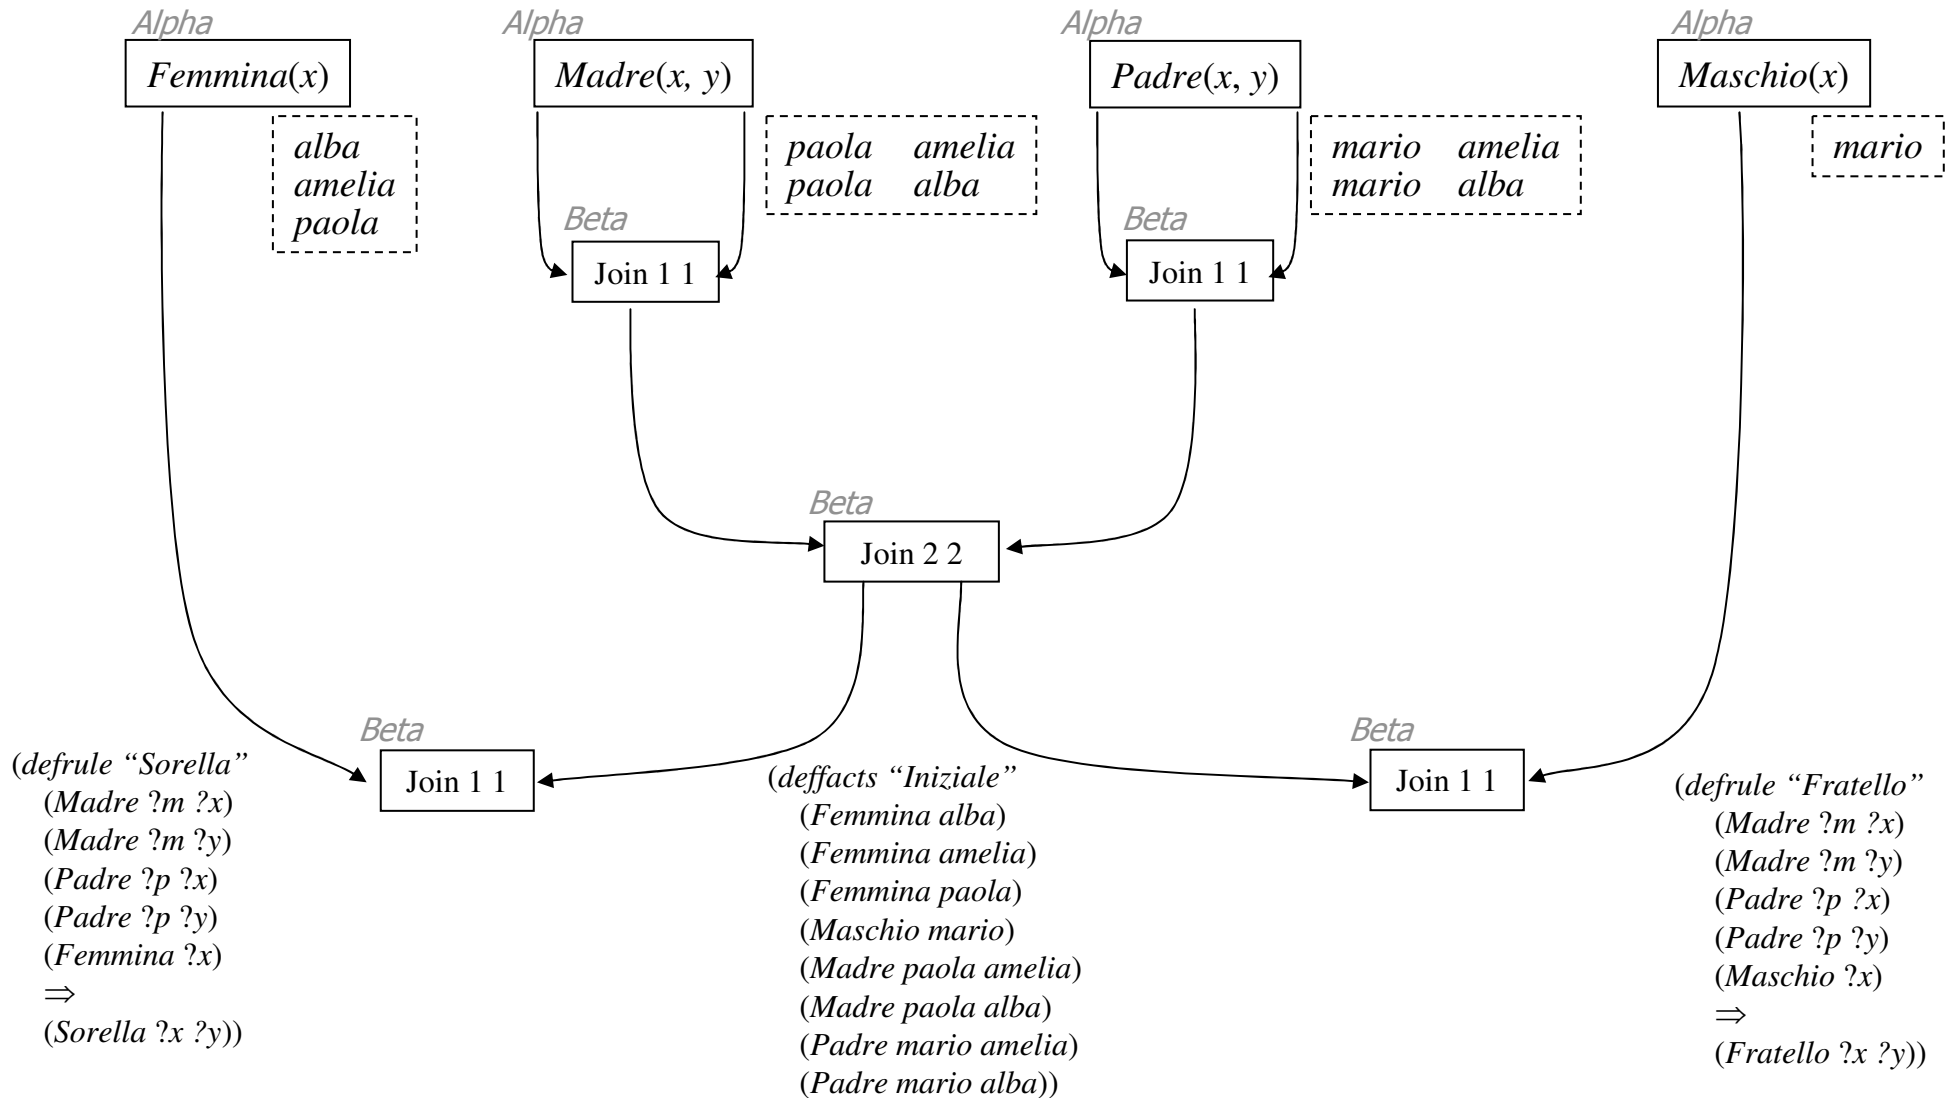 Alpha
Femmina(x)
alba
amelia
paola
Alpha
Madre(x, y)
paola amelia
paola alba
Beta
Join 1 1
Alpha
Padre(x, y)
mario amelia
mario alba
Beta
Join 1 1
Alpha
Maschio(x)
mario
Beta
Join 2 2
Beta
Join 1 1
Beta
Join 1 1
(defrule “Sorella”
(Madre ?m ?x)
(Madre ?m ?y)
(Padre ?p ?x)
(Padre ?p ?y)
(Femmina ?x)
⇒
(Sorella ?x ?y))
(deffacts “Iniziale”
(Femmina alba)
(Femmina amelia)
(Femmina paola)
(Maschio mario)
(Madre paola amelia)
(Madre paola alba)
(Padre mario amelia)
(Padre mario alba))
(defrule “Fratello”
(Madre ?m ?x)
(Madre ?m ?y)
(Padre ?p ?x)
(Padre ?p ?y)
(Maschio ?x)
⇒
(Fratello ?x ?y))